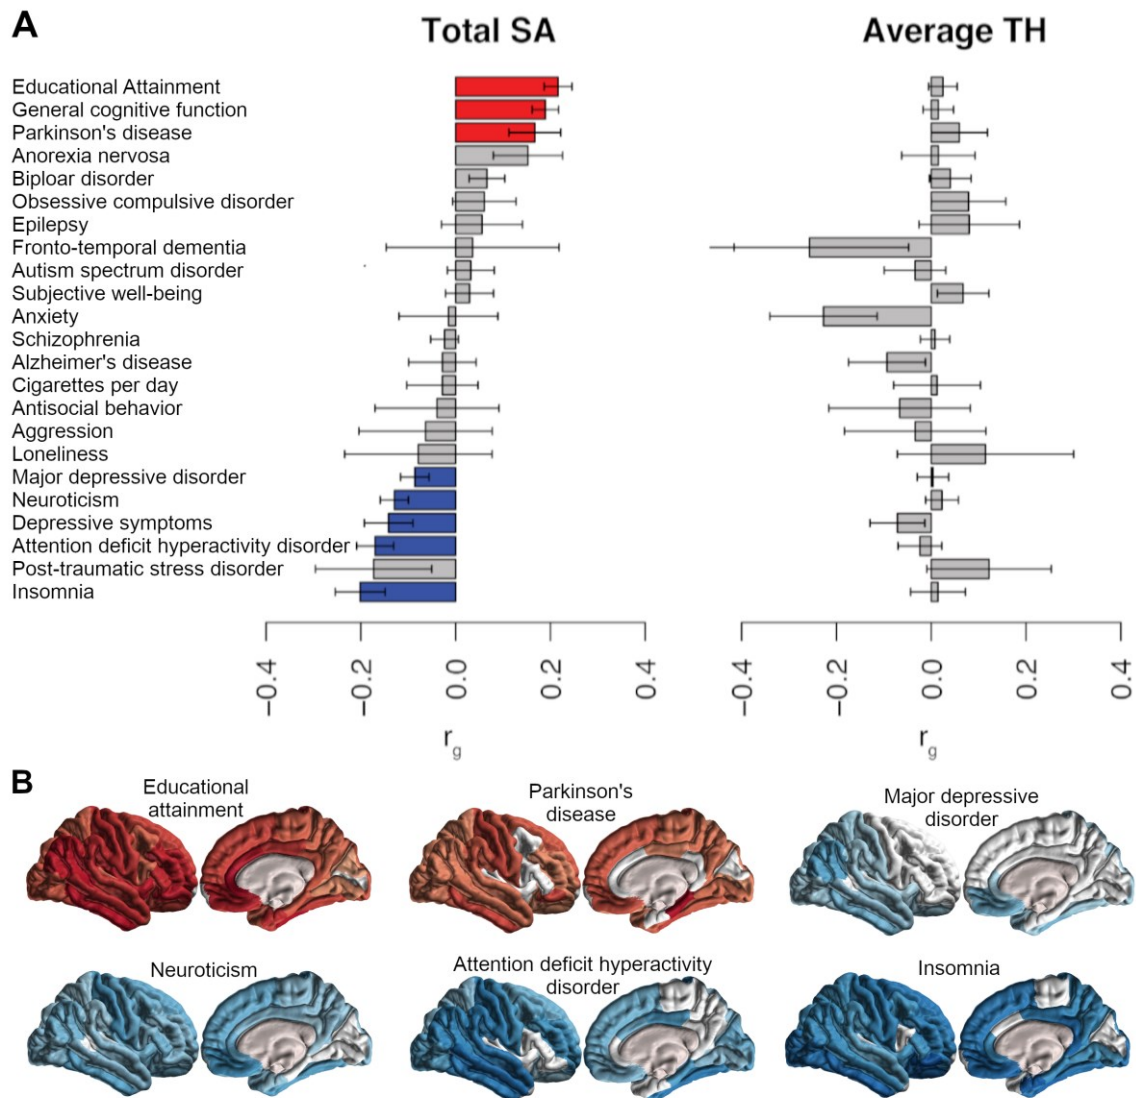 A
Total SA
Average TH
Educational Attainment
General cognitive function
Parkinson's disease
Anorexia nervosa
Biploar disorder
Obsessive compulsive disorder
Epilepsy
Fronto-temporal dementia
Autism spectrum disorder
Subjective well-being
Anxiety
Schizophrenia
Alzheimer's disease
Cigarettes per day
Antisocial behavior
Aggression
Loneliness
Major depressive disorder
Neuroticism
Depressive symptoms
Attention deficit hyperactivity disorder
Post-traumatic stress disorder
Insomnia
−0.4 −0.2 0.0 0.2 0.4
−0.4 −0.2 0.0 0.2 0.4
rg
rg
B
Educational
attainment
Parkinson's
disease
Major depressive
disorder
Neuroticism
Attention deficit hyperactivity
disorder
Insomnia